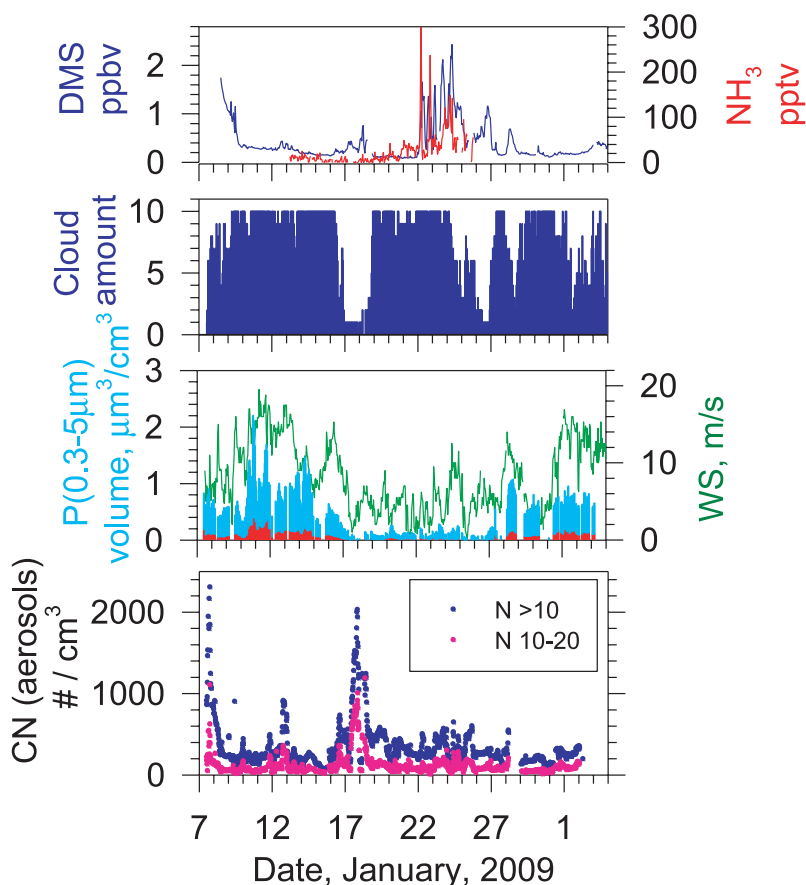 DMS
ppbv
0
1
2
0
100
200
300
NH3
pptv
Cloud
amount
0
5
10
P(0.3-5μm)
volume, μm³/cm³
0
1
2
3
0
10
20
WS, m/s
CN (aerosols)
# / cm³
0
1000
2000
N >10
N 10-20
7 12 17 22 27 1
Date, January, 2009